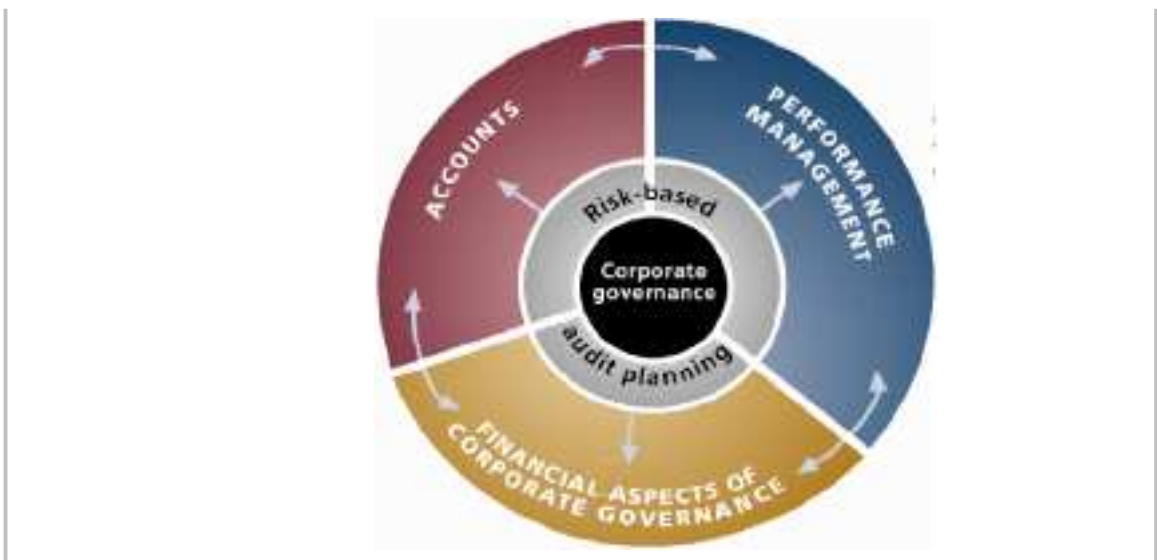 ACCOUNTS
PERFORMANCE
MANAGEMENT
Risk-based
Corporate
governance
audit planning
FINANCIAL ASPECTS OF
CORPORATE GOVERNANCE